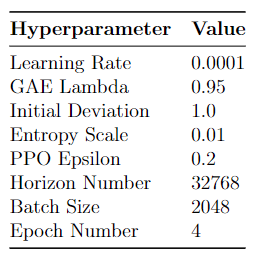 Hyperparameter Value
Learning Rate 0.0001
GAE Lambda 0.95
Initial Deviation 1.0
Entropy Scale 0.01
PPO Epsilon 0.2
Horizon Number 32768
Batch Size 2048
Epoch Number 4